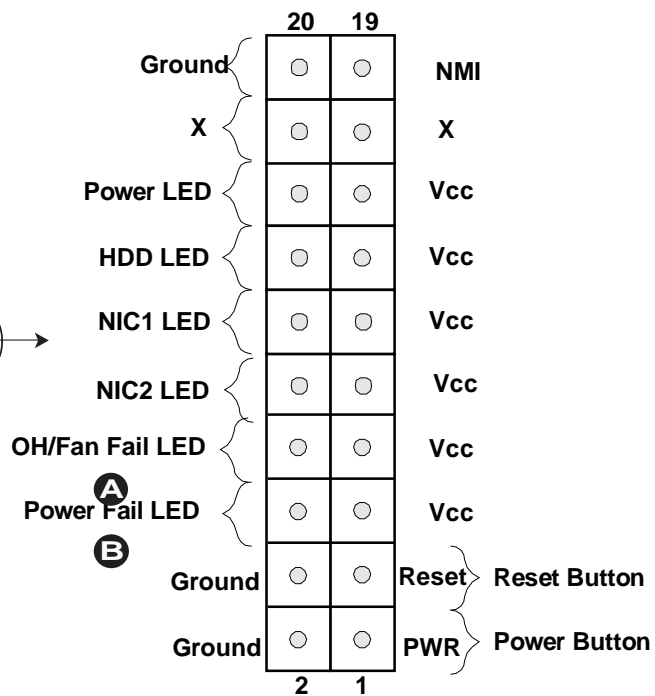 20 19
Ground NMI
X X
Power LED Vcc
HDD LED Vcc
NIC1 LED Vcc
NIC2 LED Vcc
OH/Fan Fail LED Vcc
A
Power Fail LED Vcc
B
Ground Reset Reset Button
Ground PWR Power Button
2 1